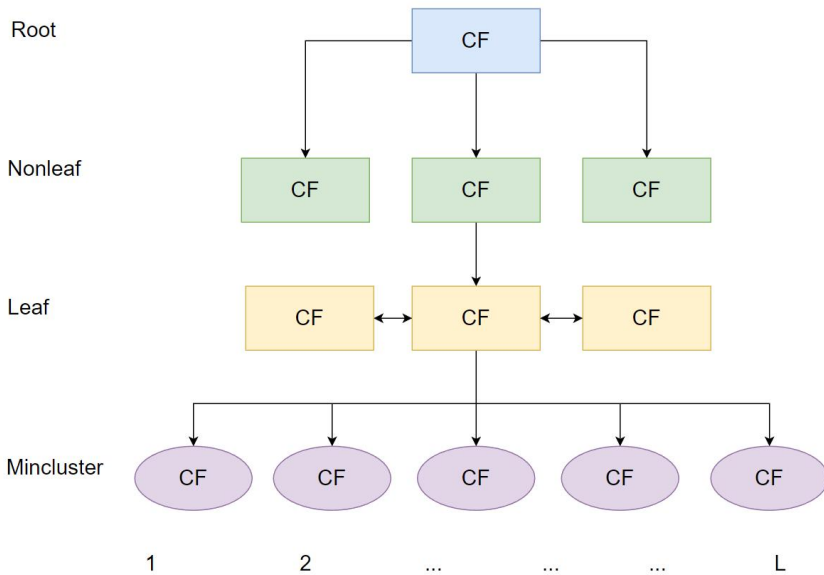 Root
CF
Nonleaf
CF CF CF
Leaf
CF CF CF
Mincluster
CF CF CF CF CF
1 2 ... ... ... L